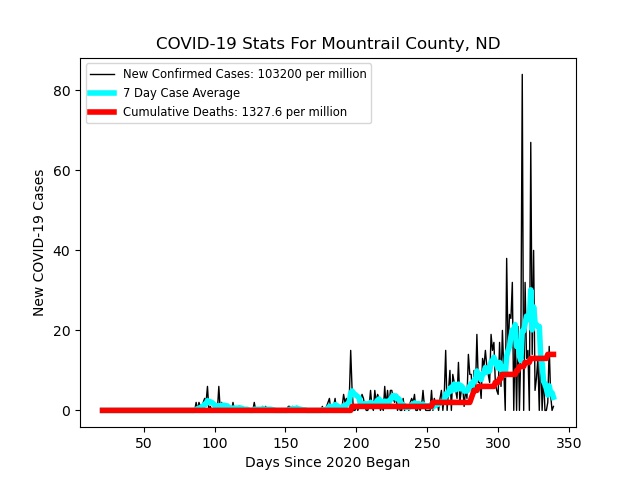 COVID-19 Stats For Mountrail County, ND
New Confirmed Cases: 103200 per million
7 Day Case Average
Cumulative Deaths: 1327.6 per million
New COVID-19 Cases
80
60
40
20
0
50 100 150 200 250 300 350
Days Since 2020 Began